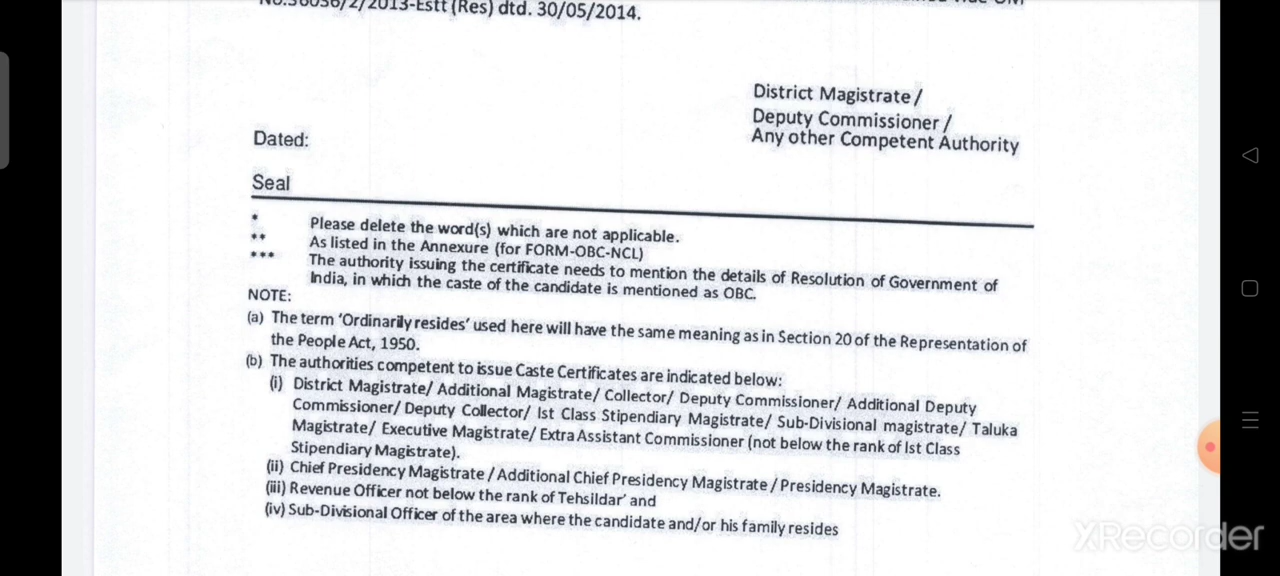 No.36036/2/2013-Estt (Res) dtd. 30/05/2014.
District Magistrate /
Deputy Commissioner /
Any other Competent Authority
Dated:
Seal
* Please delete the word(s) which are not applicable.
** As listed in the Annexure (for FORM-OBC-NCL)
*** The authority issuing the certificate needs to mention the details of Resolution of Government of
India, in which the caste of the candidate is mentioned as OBC.
NOTE:
(a) The term ‘Ordinarily resides’ used here will have the same meaning as in Section 20 of the Representation of
the People Act, 1950.
(b) The authorities competent to issue Caste Certificates are indicated below:
(i) District Magistrate/ Additional Magistrate/ Collector/ Deputy Commissioner/ Additional Deputy
Commissioner/ Deputy Collector/ Ist Class Stipendiary Magistrate/ Sub-Divisional magistrate/ Taluka
Magistrate/ Executive Magistrate/ Extra Assistant Commissioner (not below the rank of Ist Class
Stipendiary Magistrate).
(ii) Chief Presidency Magistrate / Additional Chief Presidency Magistrate / Presidency Magistrate.
(iii) Revenue Officer not below the rank of Tehsildar’ and
(iv) Sub-Divisional Officer of the area where the candidate and/or his family resides
XRecorder